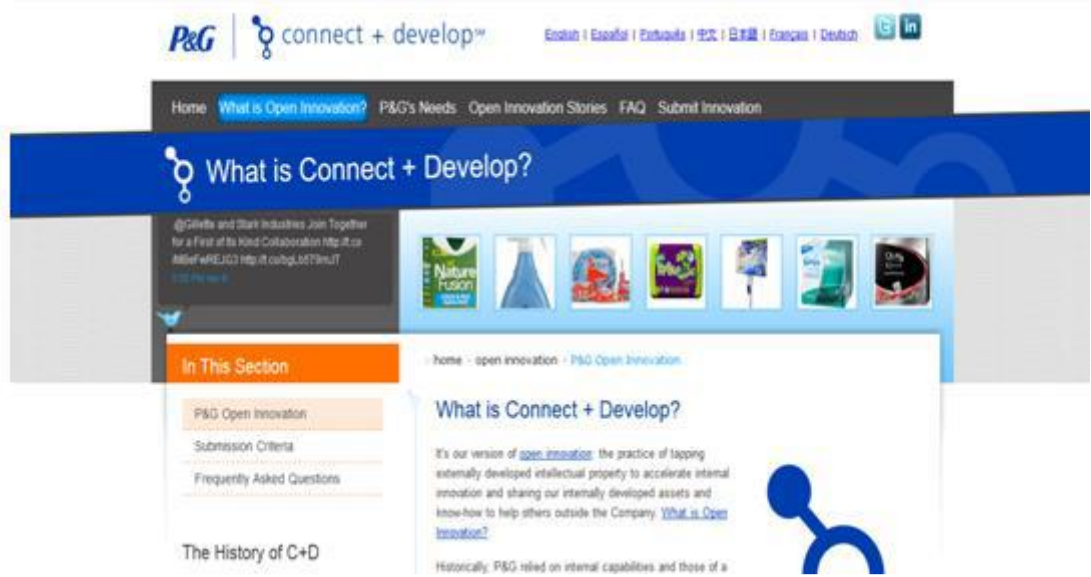 P&G connect + develop℠
English | Español | Português | 中文 | 日本語 | Français | Deutsch
in
Home What is Open Innovation? P&G's Needs Open Innovation Stories FAQ Submit Innovation
What is Connect + Develop?
@Gillette and Stark Industries Join Together
for a First of Its Kind Collaboration http://t.co
Nature
Fusion
In This Section
home - open innovation - P&G Open Innovation
P&G Open Innovation
Submission Criteria
Frequently Asked Questions
The History of C+D
What is Connect + Develop?
It's our version of open innovation: the practice of tapping
externally developed intellectual property to accelerate internal
innovation and sharing our internally developed assets and
know-how to help others outside the Company. What is Open
Innovation?
Historically, P&G relied on internal capabilities and those of a